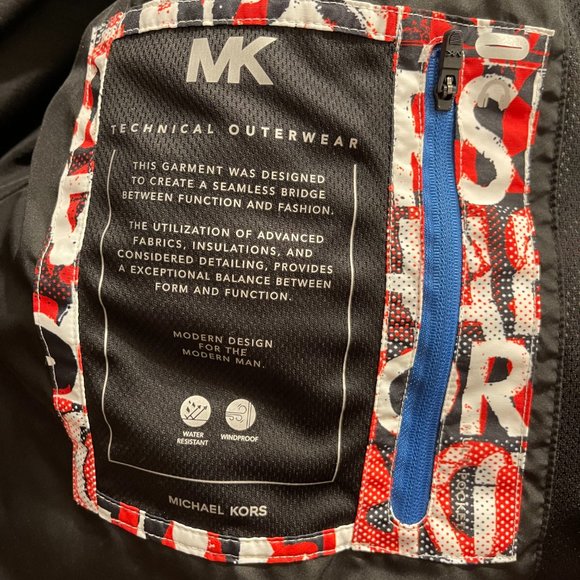 MK
TECHNICAL OUTERWEAR
THIS GARMENT WAS DESIGNED
TO CREATE A SEAMLESS BRIDGE
BETWEEN FUNCTION AND FASHION.
THE UTILIZATION OF ADVANCED
FABRICS, INSULATIONS, AND
CONSIDERED DETAILING, PROVIDES
A EXCEPTIONAL BALANCE BETWEEN
FORM AND FUNCTION.
MODERN DESIGN
FOR THE
MODERN MAN.
WATER
RESISTANT
WINDPROOF
MICHAEL KORS